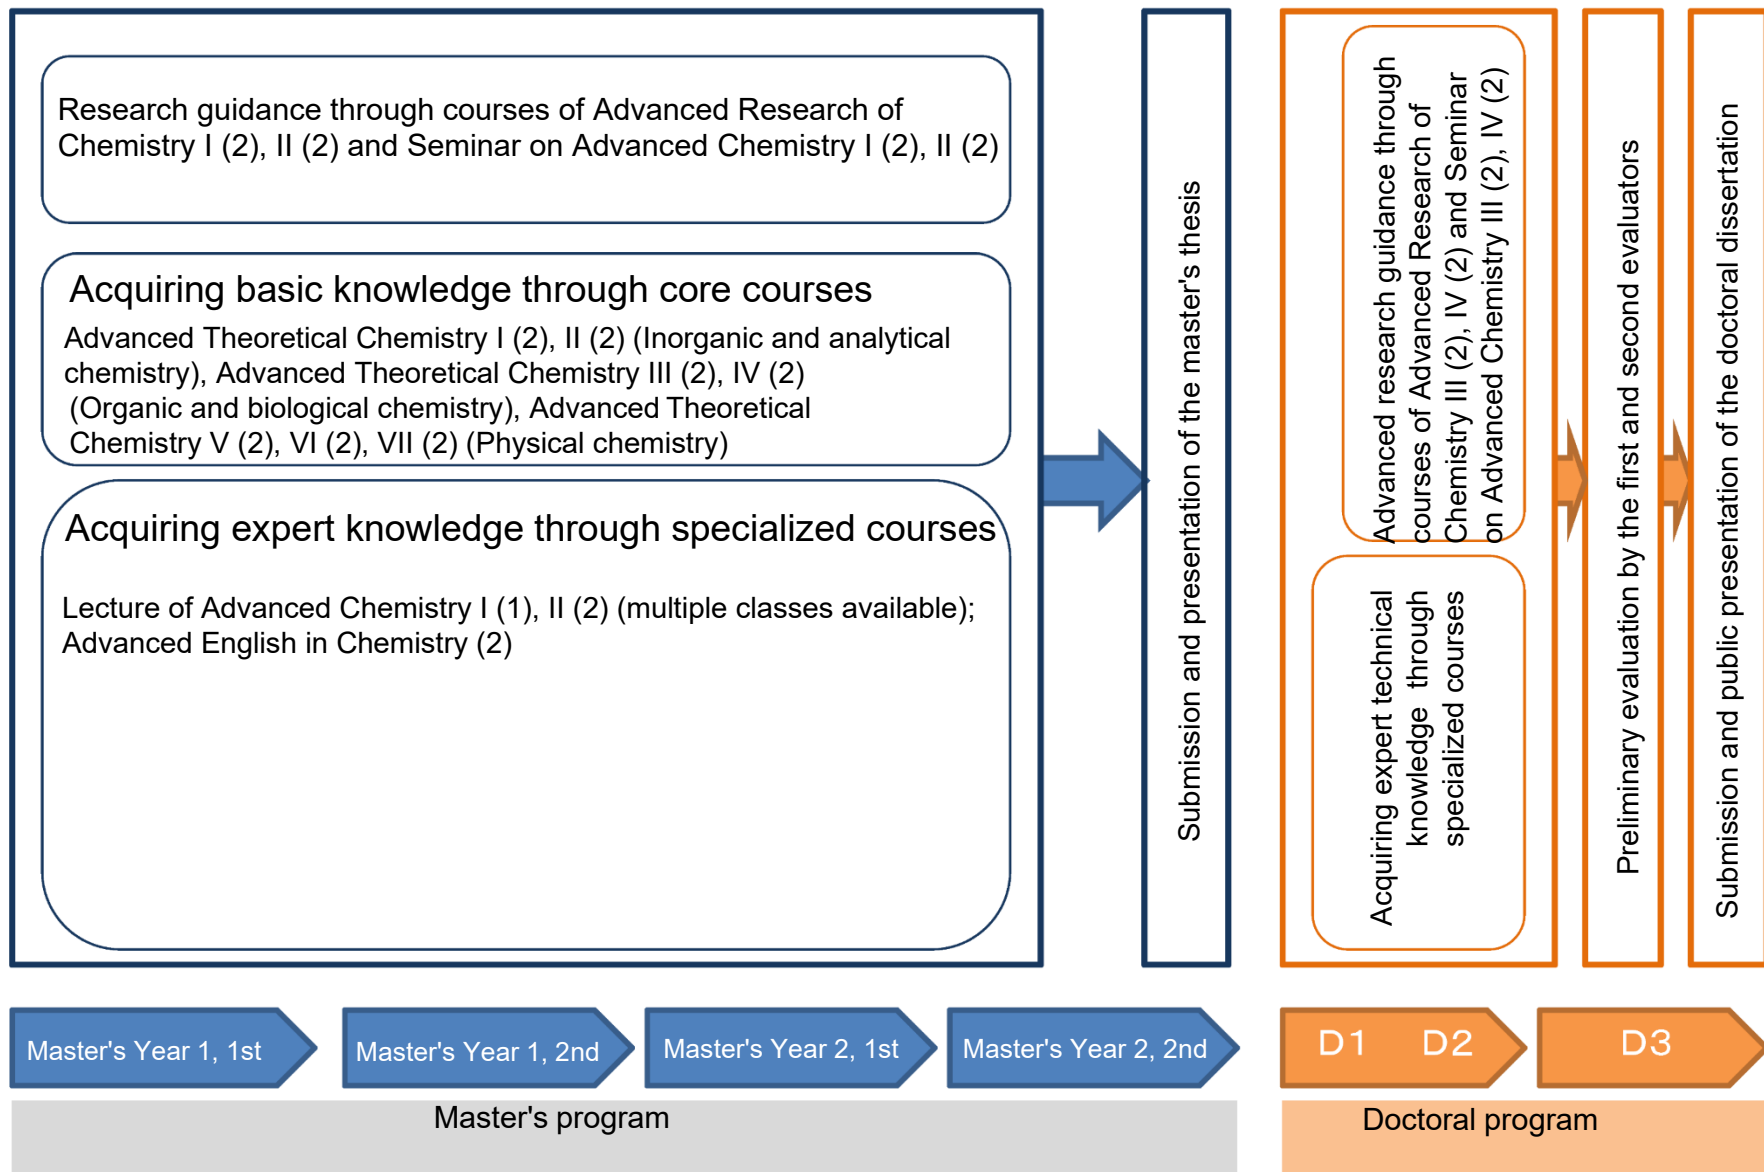 Research guidance through courses of Advanced Research of
Chemistry I (2), II (2) and Seminar on Advanced Chemistry I (2), II (2)
Acquiring basic knowledge through core courses
Advanced Theoretical Chemistry I (2), II (2) (Inorganic and analytical
chemistry), Advanced Theoretical Chemistry III (2), IV (2)
(Organic and biological chemistry), Advanced Theoretical
Chemistry V (2), VI (2), VII (2) (Physical chemistry)
Acquiring expert knowledge through specialized courses
Lecture of Advanced Chemistry I (1), II (2) (multiple classes available);
Advanced English in Chemistry (2)
Submission and presentation of the master's thesis
Advanced research guidance through
courses of Advanced Research of
Chemistry III (2), IV (2) and Seminar
on Advanced Chemistry III (2), IV (2)
Acquiring expert technical
knowledge through
specialized courses
Preliminary evaluation by the first and second evaluators
Submission and public presentation of the doctoral dissertation
Master's Year 1, 1st
Master's Year 1, 2nd
Master's Year 2, 1st
Master's Year 2, 2nd
D1 D2
D3
Master's program
Doctoral program